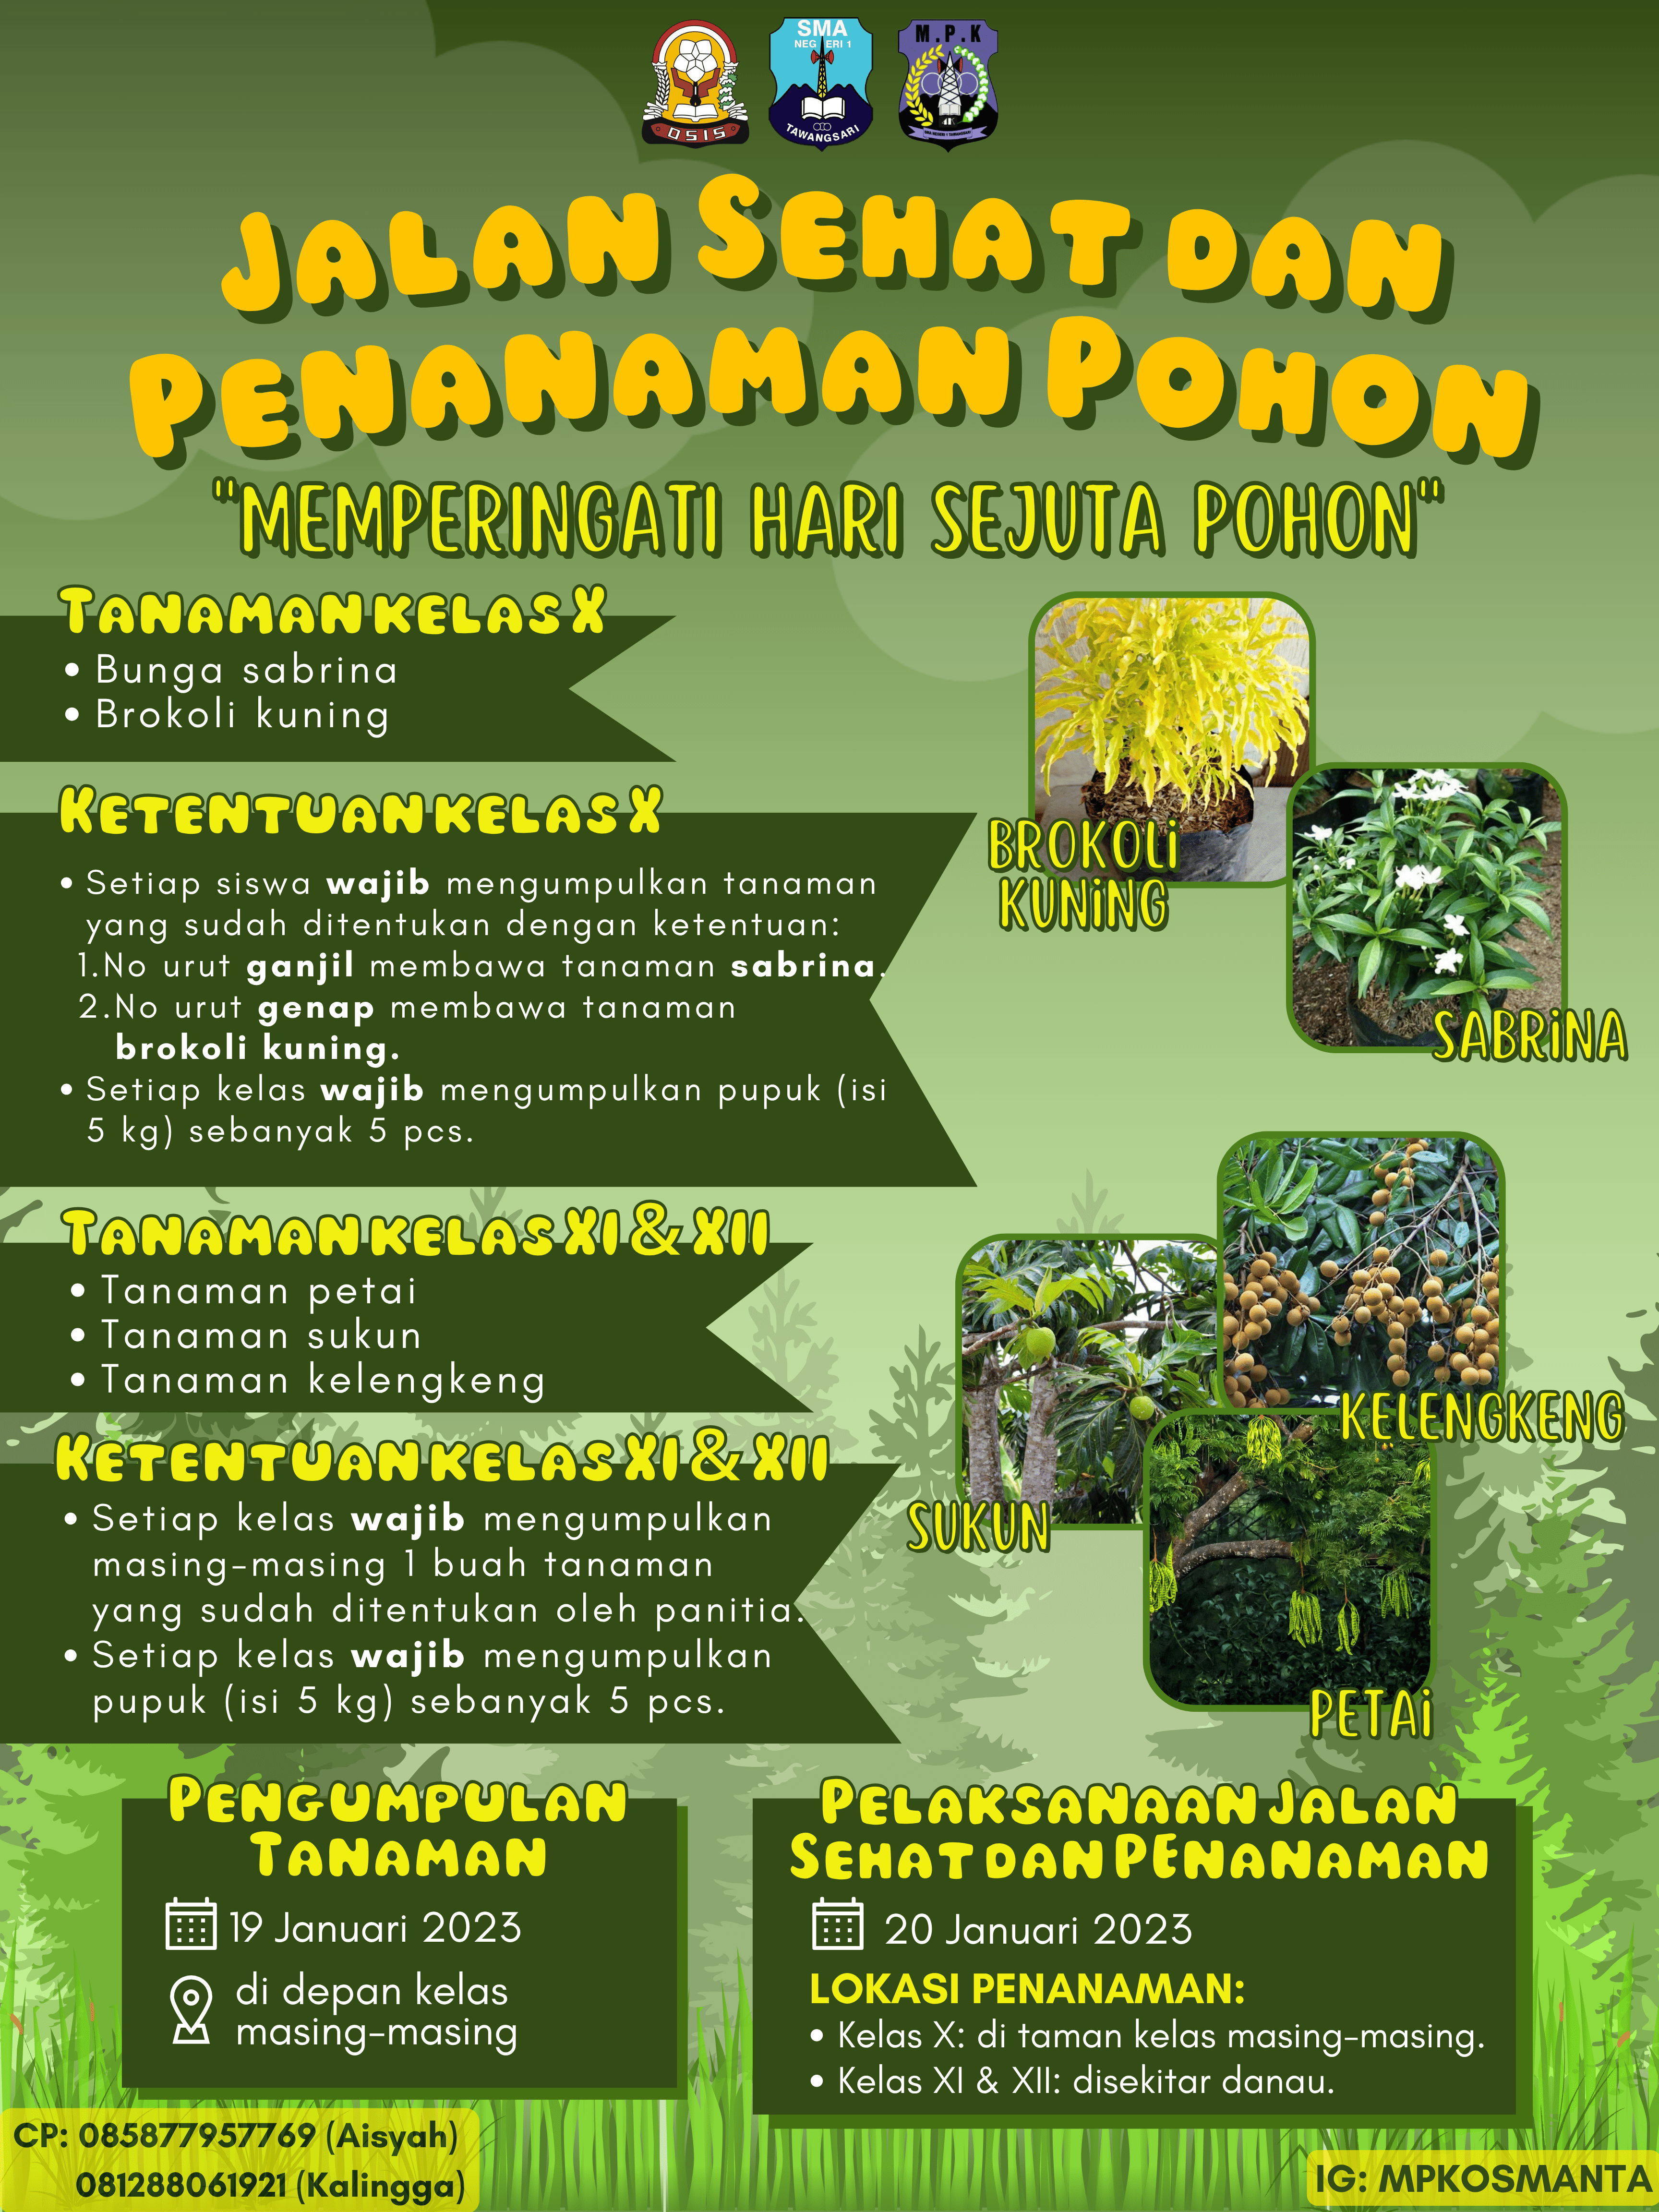 OSIS
SMA
NEGERI 1
TAWANGSARI
M.P.K
SMA NEGERI 1 TAWANGSARI
JALAN SEHAT DAN
PENANAMAN POHON
"MEMPERINGATI HARI SEJUTA POHON"
TANAMAN KELAS X
• Bunga sabrina
• Brokoli kuning
KETENTUAN KELAS X
• Setiap siswa wajib mengumpulkan tanaman
yang sudah ditentukan dengan ketentuan:
1.No urut ganjil membawa tanaman sabrina.
2.No urut genap membawa tanaman
brokoli kuning.
• Setiap kelas wajib mengumpulkan pupuk (isi
5 kg) sebanyak 5 pcs.
BROKOLI
KUNING
SABRINA
TANAMAN KELAS XI & XII
• Tanaman petai
• Tanaman sukun
• Tanaman kelengkeng
KETENTUAN KELAS XI & XII
• Setiap kelas wajib mengumpulkan
masing-masing 1 buah tanaman
yang sudah ditentukan oleh panitia.
• Setiap kelas wajib mengumpulkan
pupuk (isi 5 kg) sebanyak 5 pcs.
KELENGKENG
SUKUN
PETAI
PENGUMPULAN
TANAMAN
19 Januari 2023
di depan kelas
masing-masing
PELAKSANAAN JALAN
SEHAT DAN PENANAMAN
20 Januari 2023
LOKASI PENANAMAN:
• Kelas X: di taman kelas masing-masing.
• Kelas XI & XII: disekitar danau.
CP: 085877957769 (Aisyah)
081288061921 (Kalingga)
IG: MPKOSMANTA